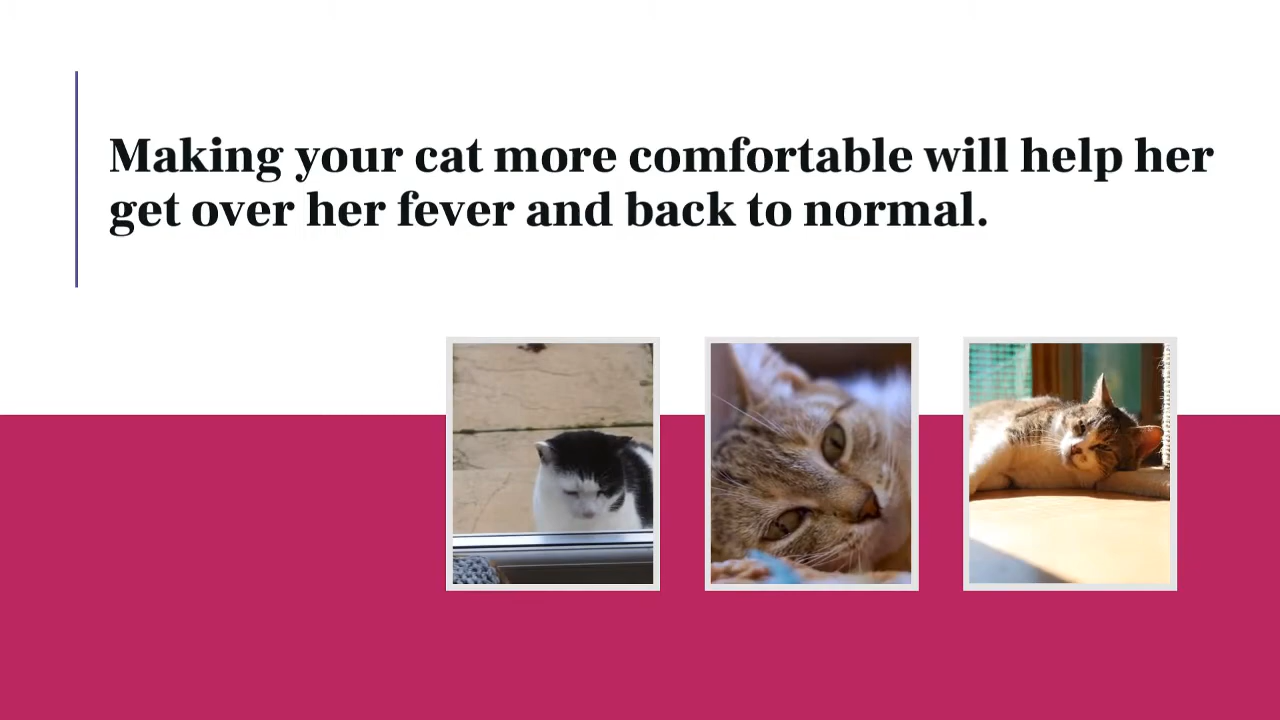 Making your cat more comfortable will help her
get over her fever and back to normal.